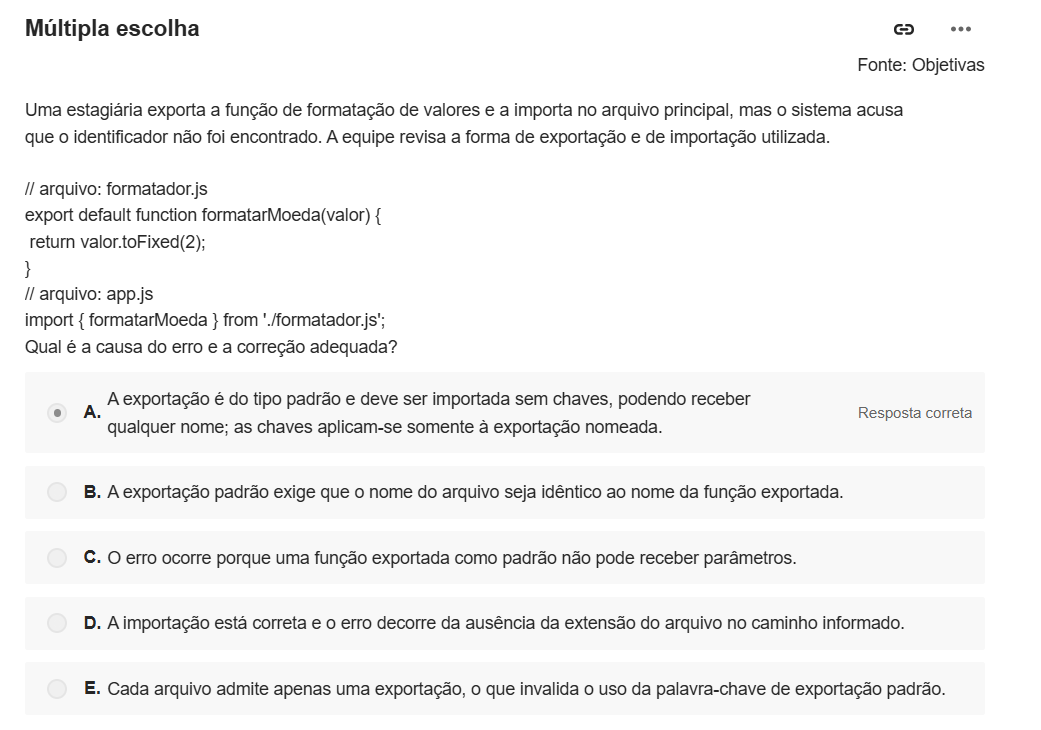 Múltipla escolha
Fonte: Objetivas
Uma estagiária exporta a função de formatação de valores e a importa no arquivo principal, mas o sistema acusa
que o identificador não foi encontrado. A equipe revisa a forma de exportação e de importação utilizada.
// arquivo: formatador.js
export default function formatarMoeda(valor) {
return valor.toFixed(2);
}
// arquivo: app.js
import { formatarMoeda } from './formatador.js';
Qual é a causa do erro e a correção adequada?
A. A exportação é do tipo padrão e deve ser importada sem chaves, podendo receber
qualquer nome; as chaves aplicam-se somente à exportação nomeada.
Resposta correta
B. A exportação padrão exige que o nome do arquivo seja idêntico ao nome da função exportada.
C. O erro ocorre porque uma função exportada como padrão não pode receber parâmetros.
D. A importação está correta e o erro decorre da ausência da extensão do arquivo no caminho informado.
E. Cada arquivo admite apenas uma exportação, o que invalida o uso da palavra-chave de exportação padrão.